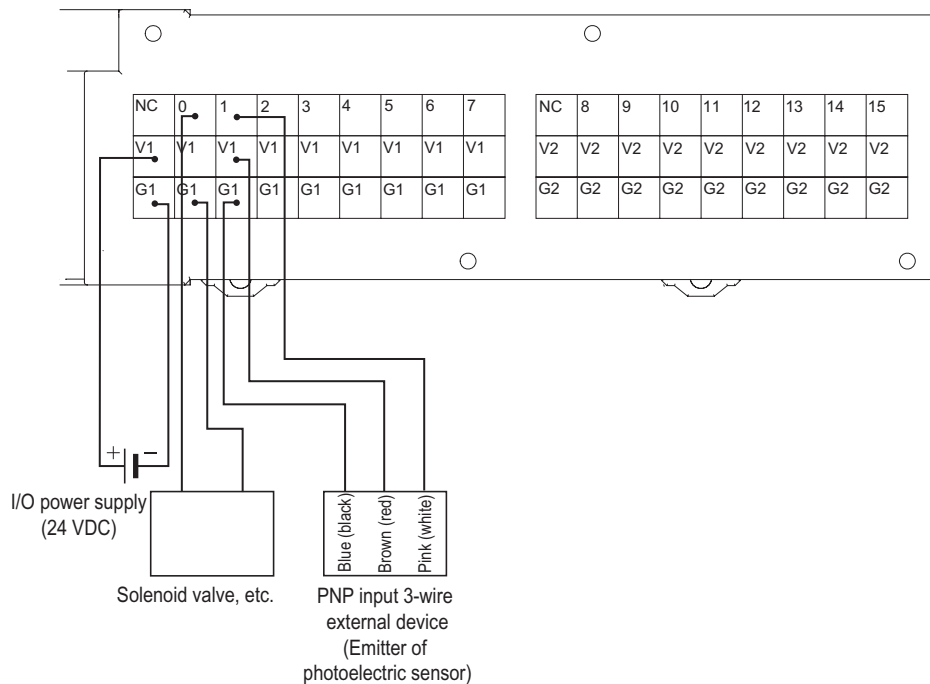 NC 0 1 2 3 4 5 6 7 NC 8 9 10 11 12 13 14 15
V1 V1 V1 V1 V1 V1 V1 V1 V1 V2 V2 V2 V2 V2 V2 V2 V2 V2
G1 G1 G1 G1 G1 G1 G1 G1 G1 G2 G2 G2 G2 G2 G2 G2 G2 G2
+ −
I/O power supply
(24 VDC)
Blue (black)
Brown (red)
Pink (white)
Solenoid valve, etc.
PNP input 3-wire
external device
(Emitter of
photoelectric sensor)